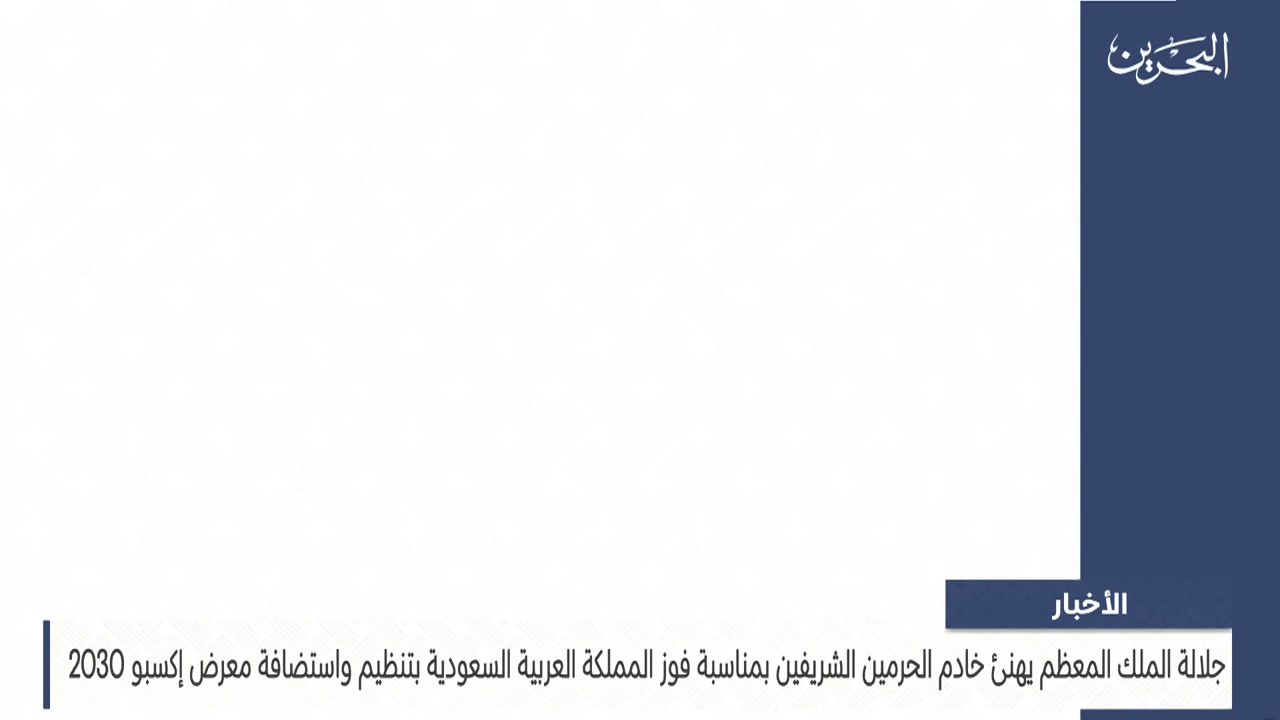 البحرين
الأخبار
جلالة الملك المعظم يهنئ خادم الحرمين الشريفين بمناسبة فوز المملكة العربية السعودية بتنظيم واستضافة معرض إكسبو 2030